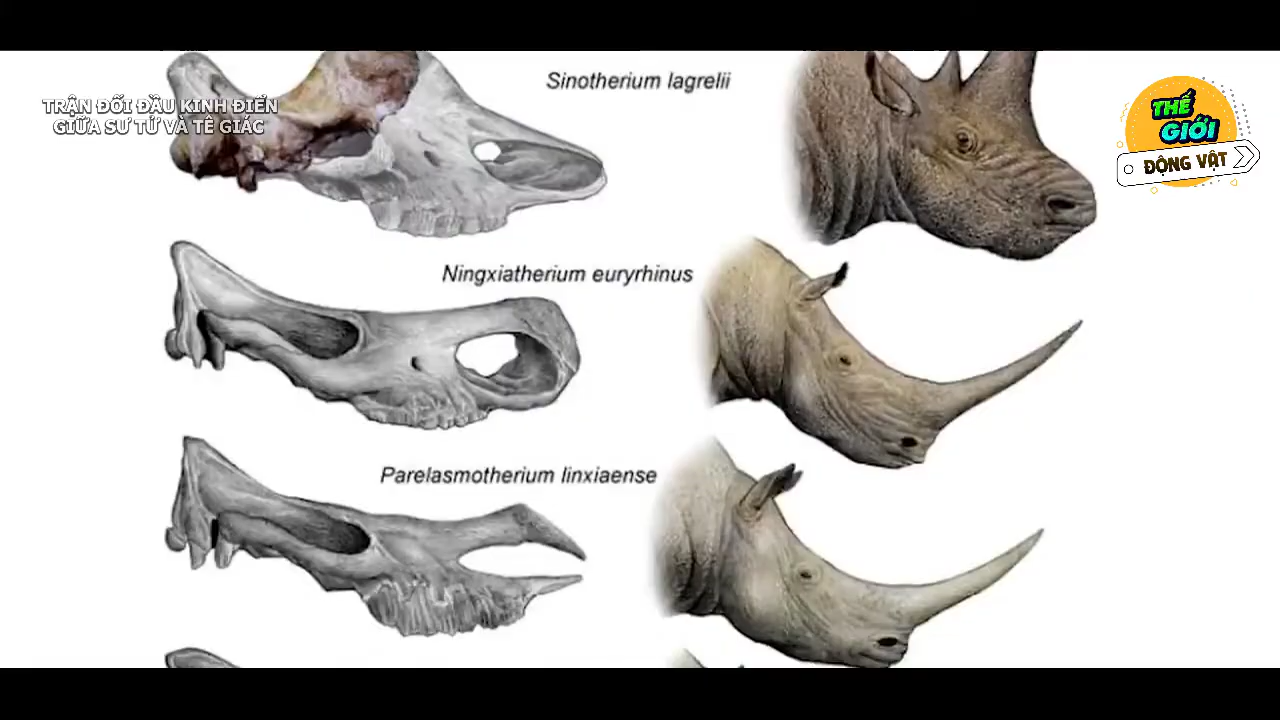 Sinotherium lagrelii
TRẬN ĐỐI ĐẦU KINH ĐIỂN
GIỮA SƯ TỬ VÀ TÊ GIÁC
THẾ
GIỚI
ĐỘNG VẬT
Ningxiatherium euryrhinus
Parelasmotherium linxiaense